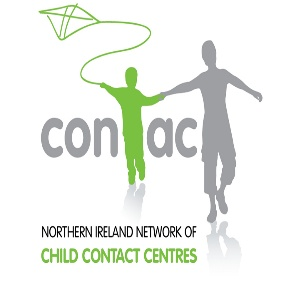 contact
NORTHERN IRELAND NETWORK OF
CHILD CONTACT CENTRES